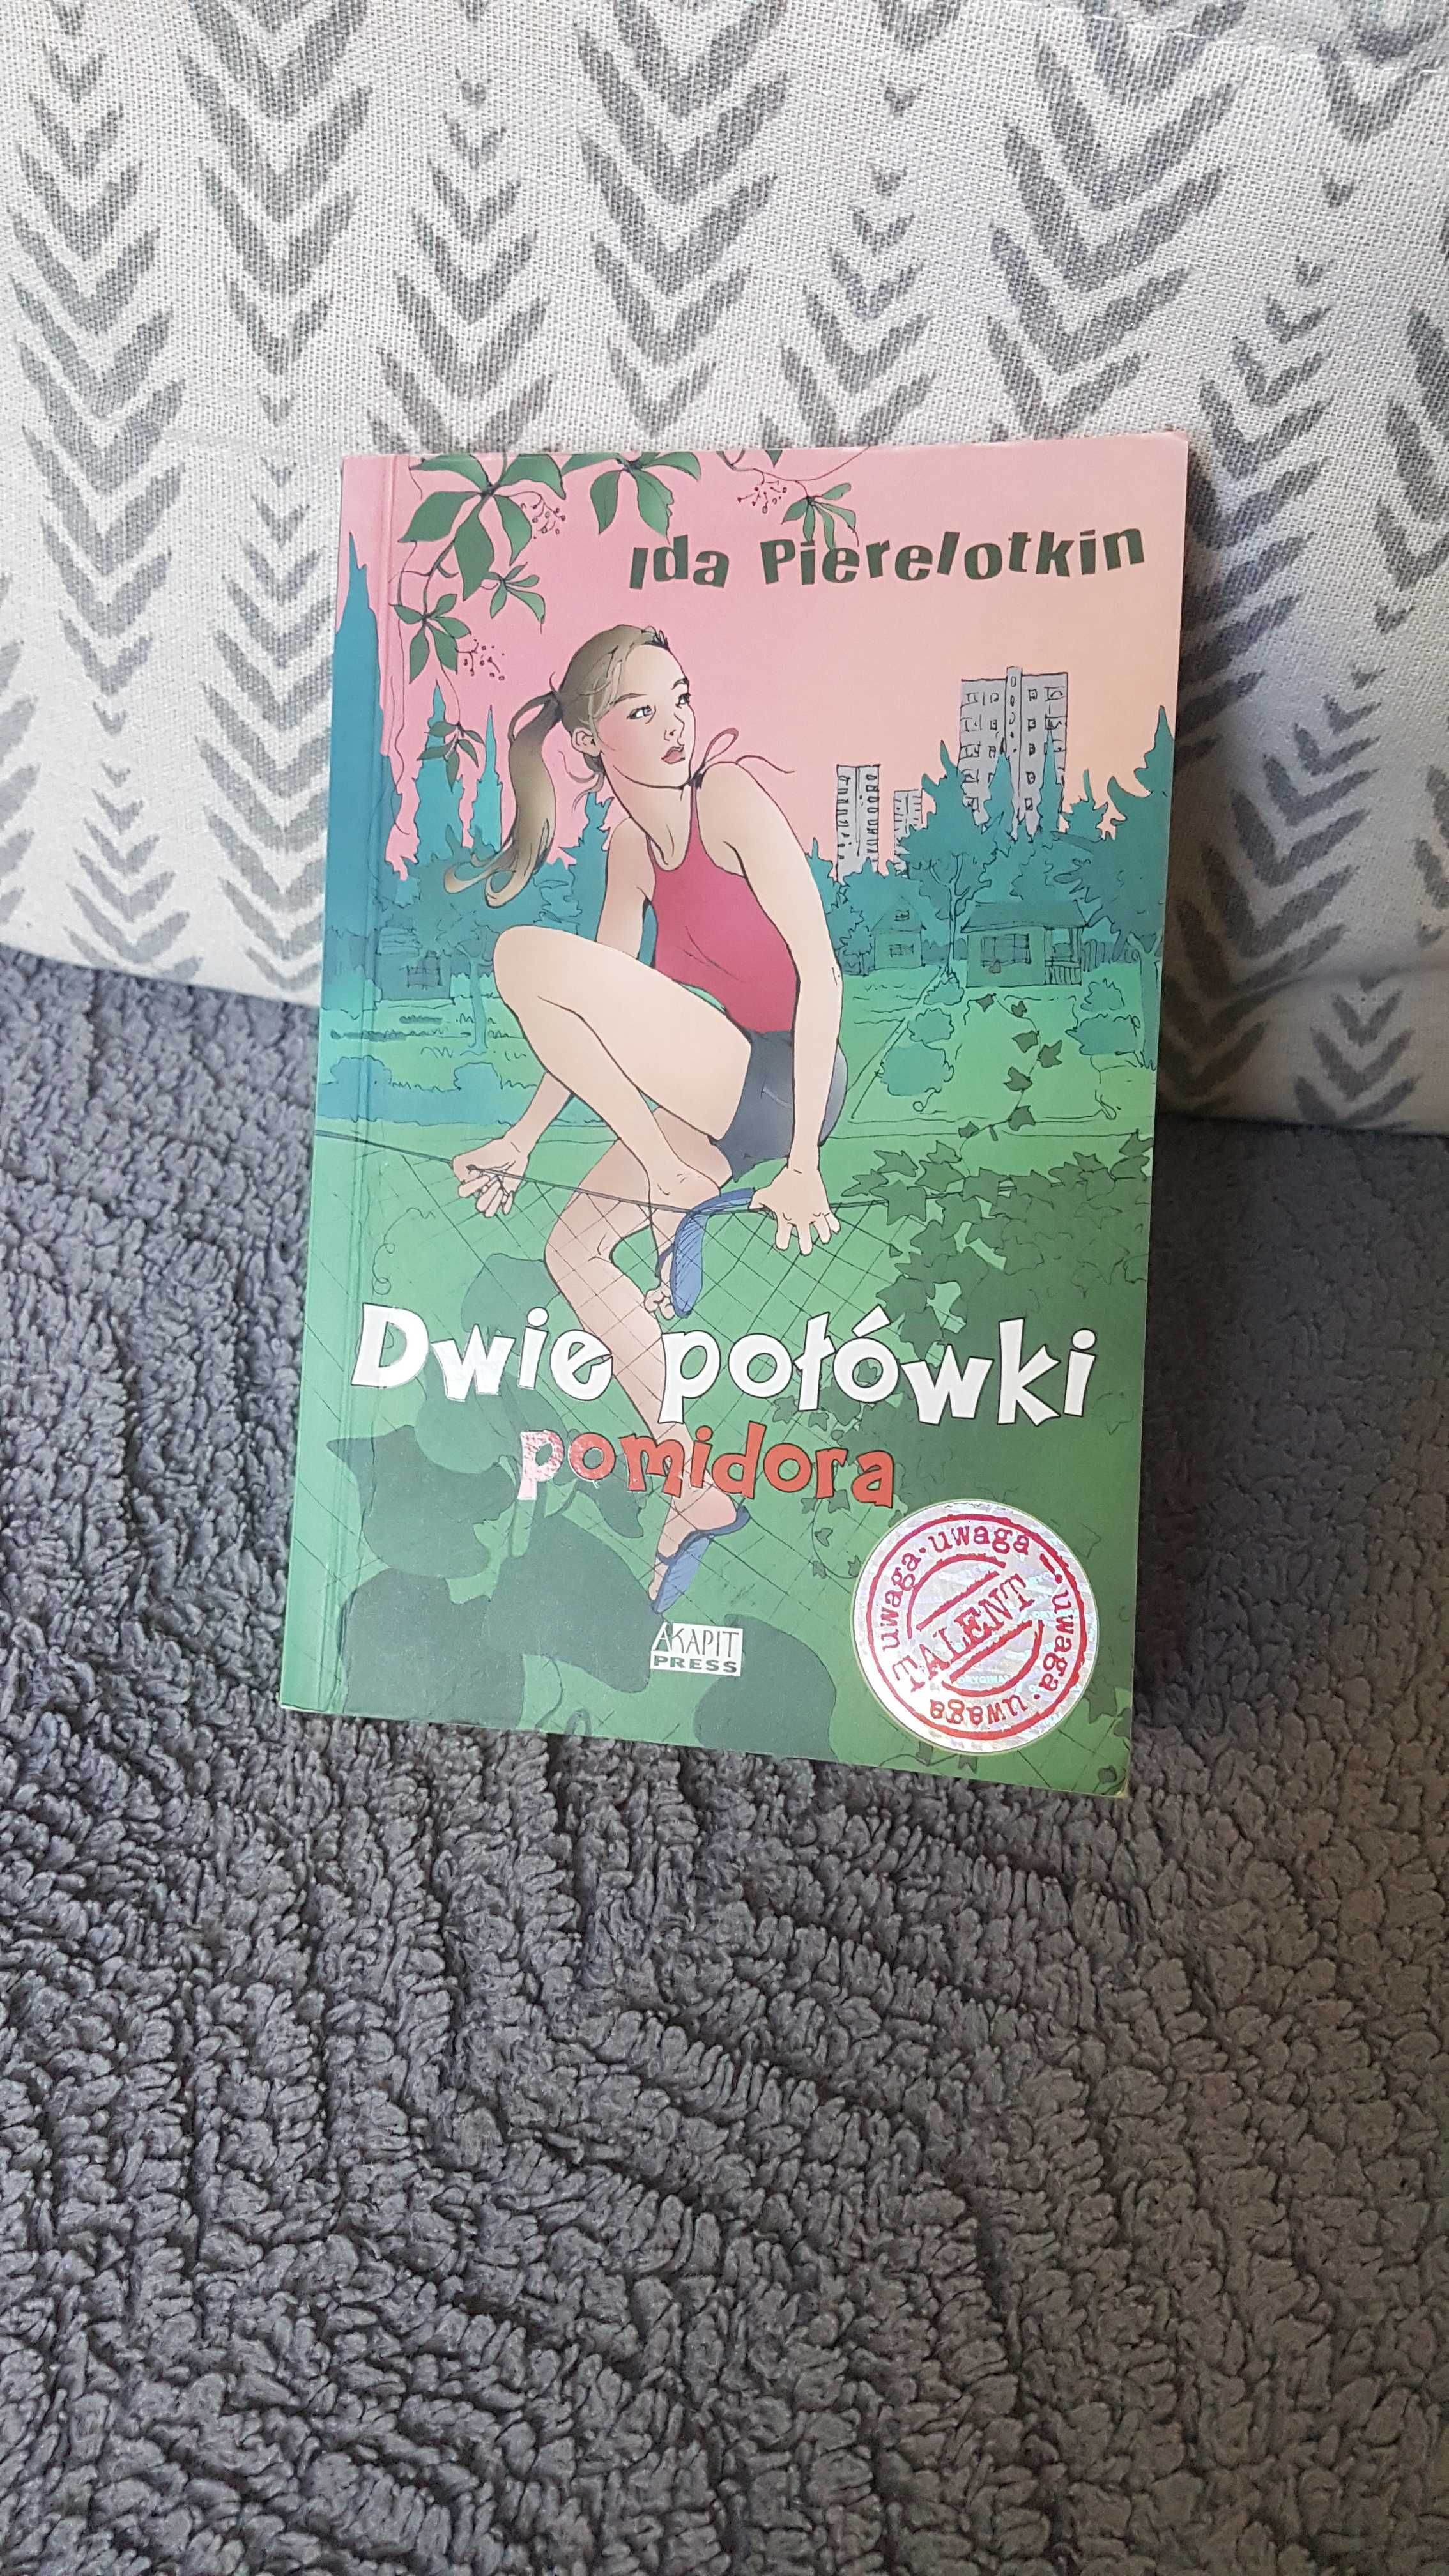 Ida Pierelotkin
Dwie połówki
pomidora
AKAPIT
PRESS
uwaga · uwaga · uwaga · uwaga
TALENT